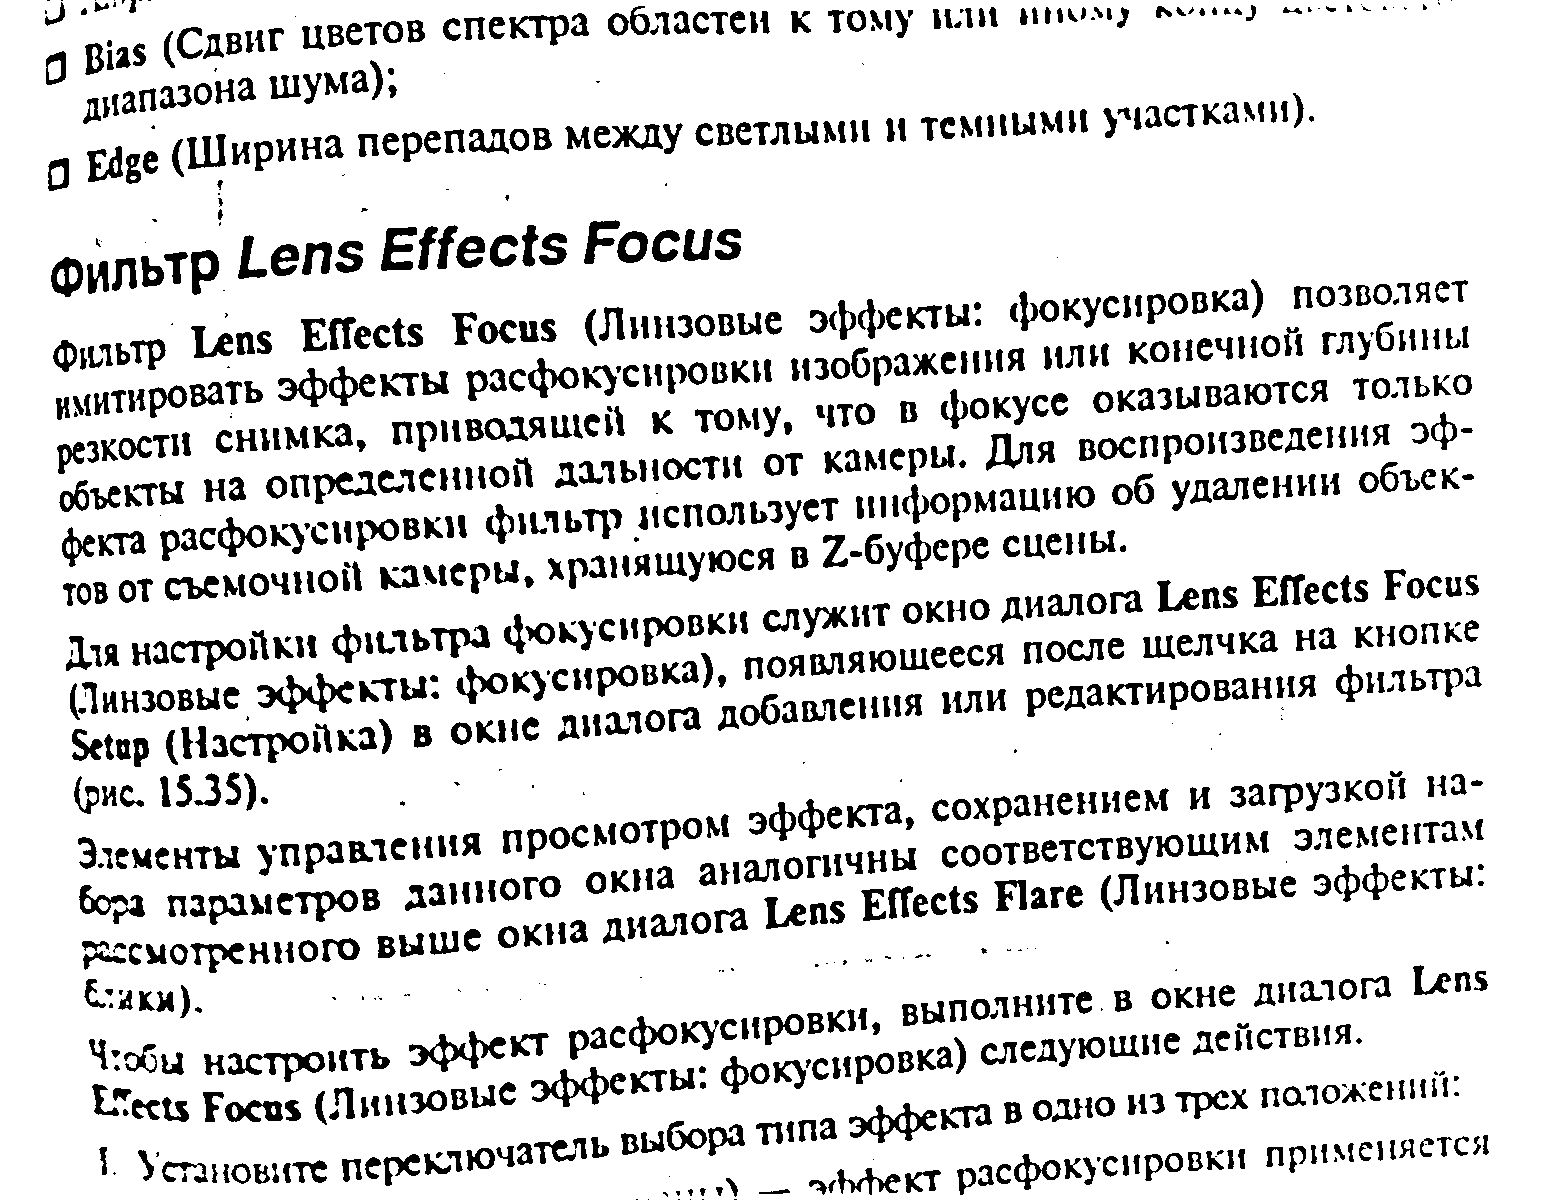 ❏ Bias (Сдвиг цветов спектра областей к тому или иному концу
диапазона шума);
❏ Edge (Ширина перепадов между светлыми и темными участками).
Фильтр Lens Effects Focus
Фильтр Lens Effects Focus (Линзовые эффекты: фокусировка) позволяет
имитировать эффекты расфокусировки изображения или конечной глубины
резкости снимка, приводящей к тому, что в фокусе оказываются только
объекты на определенной дальности от камеры. Для воспроизведения эф-
фекта расфокусировки фильтр использует информацию об удалении объек-
тов от съемочной камеры, хранящуюся в Z-буфере сцены.
Для настройки фильтра фокусировки служит окно диалога Lens Effects Focus
(Линзовые эффекты: фокусировка), появляющееся после щелчка на кнопке
Setup (Настройка) в окне диалога добавления или редактирования фильтра
(рис. 15.35).
Элементы управления просмотром эффекта, сохранением и загрузкой на-
бора параметров данного окна аналогичны соответствующим элементам
рассмотренного выше окна диалога Lens Effects Flare (Линзовые эффекты:
блики).
Чтобы настроить эффект расфокусировки, выполните в окне диалога Lens
Effects Focus (Линзовые эффекты: фокусировка) следующие действия.
1. Установите переключатель выбора типа эффекта в одно из трех положений:
— эффект расфокусировки применяется